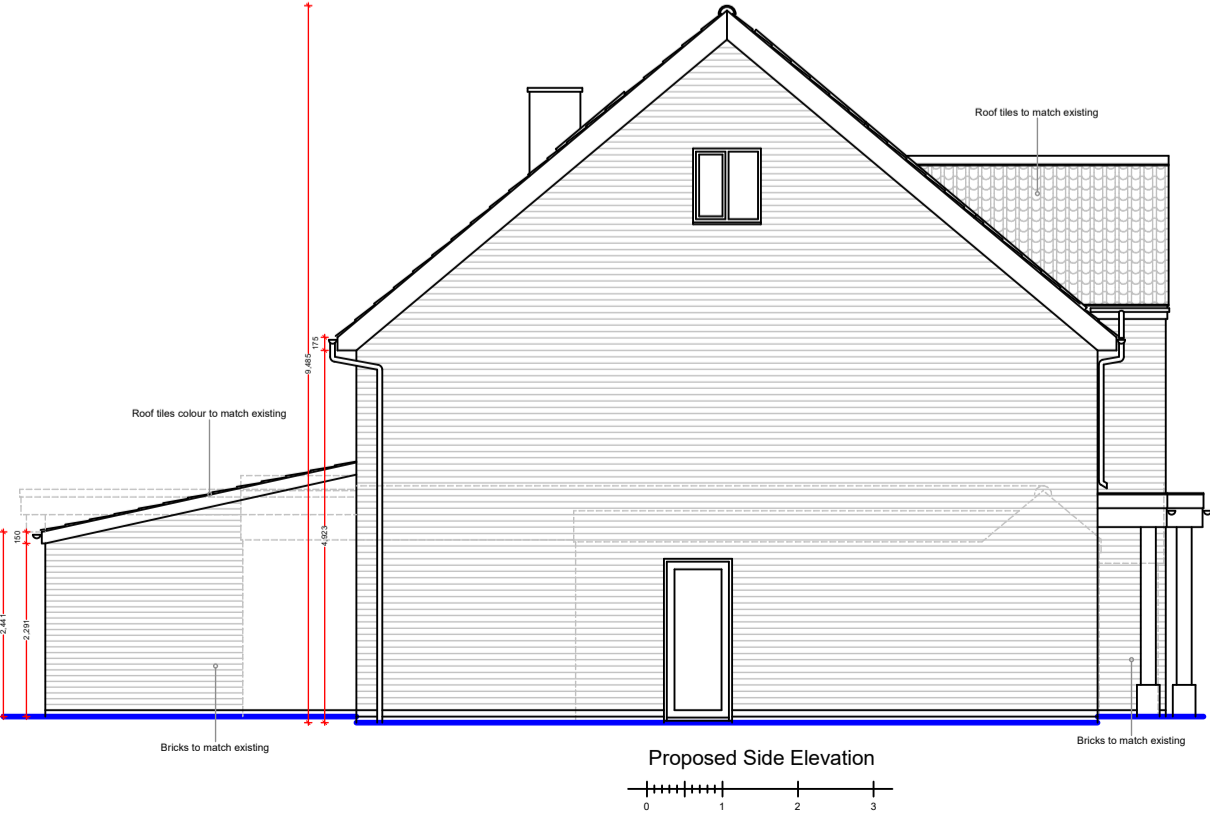 Roof tiles to match existing
175
9,485
Roof tiles colour to match existing
150
4,923
2,441
2,291
Bricks to match existing
Bricks to match existing
Proposed Side Elevation
0 1 2 3